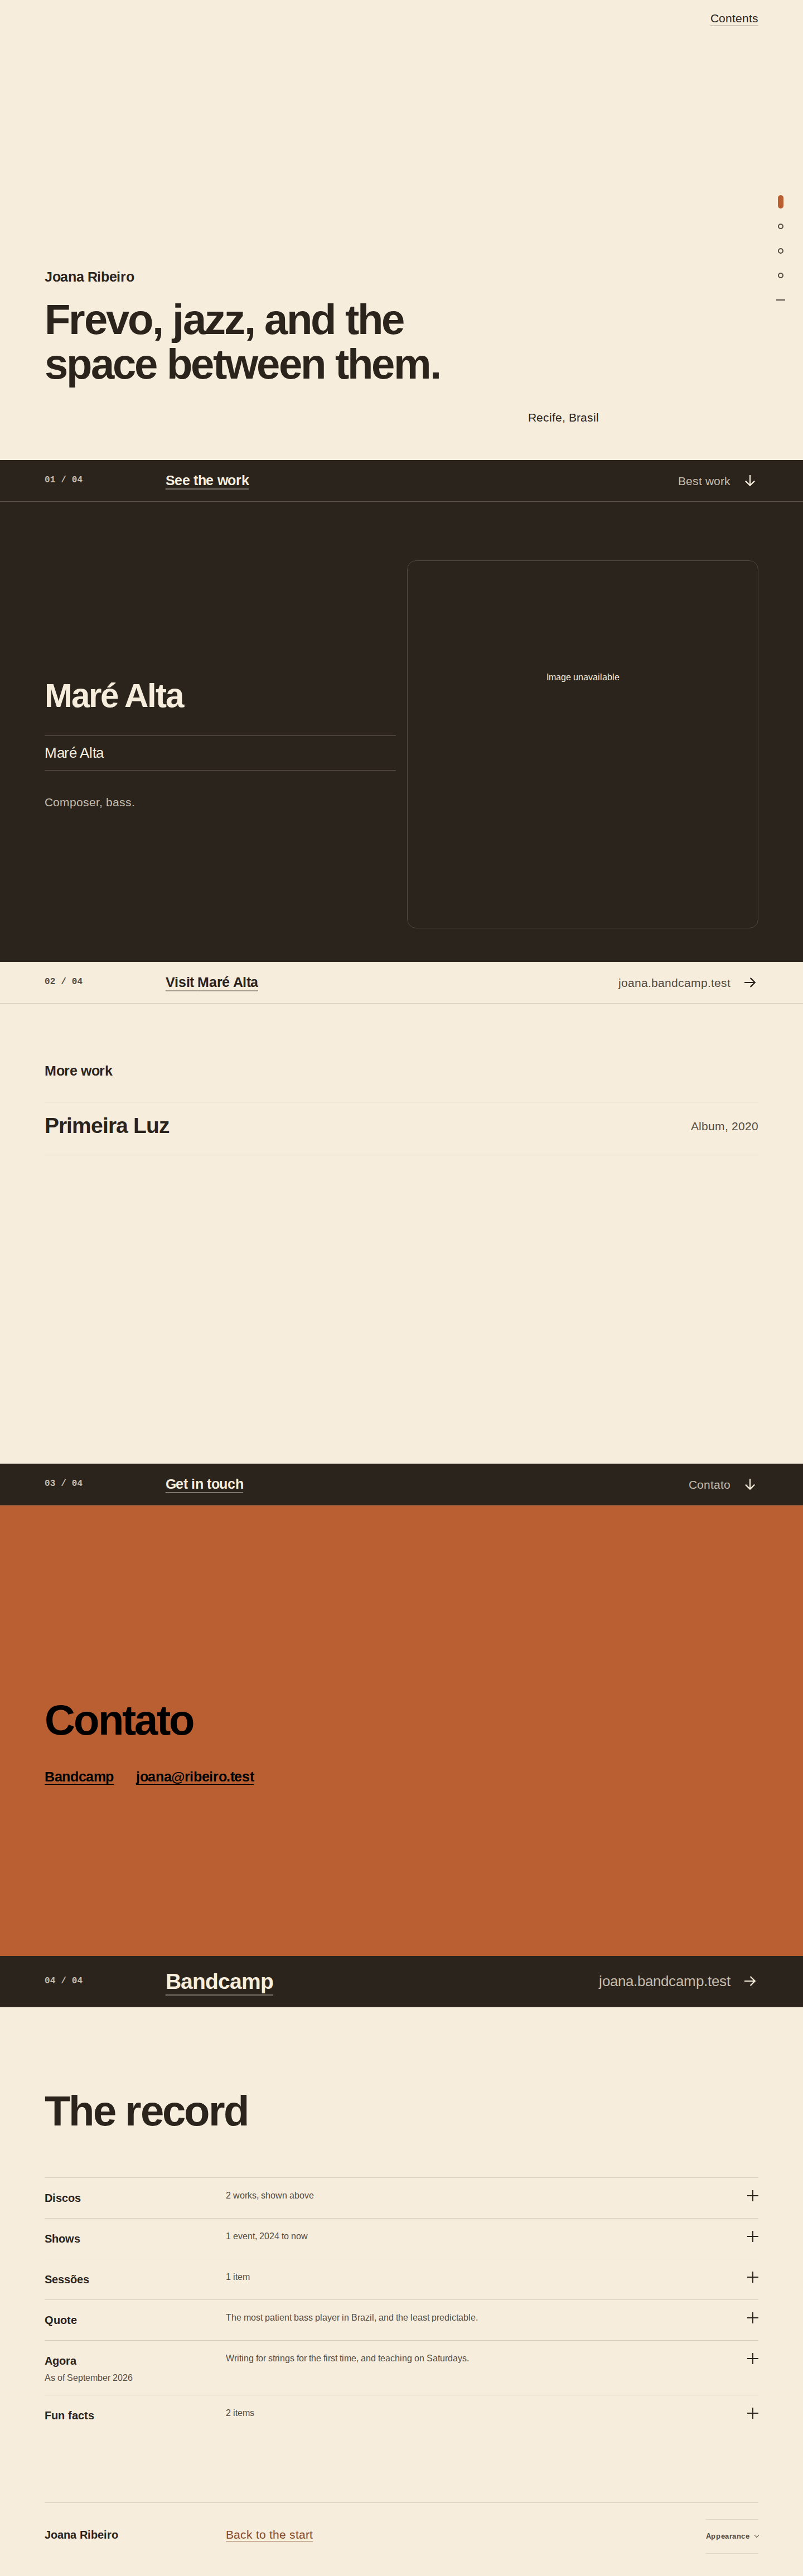 Contents
Joana Ribeiro
Frevo, jazz, and the
space between them.
Recife, Brasil
01 / 04 See the work Best work
Image unavailable
Maré Alta
Maré Alta
Composer, bass.
02 / 04 Visit Maré Alta joana.bandcamp.test
More work
Primeira Luz Album, 2020
03 / 04 Get in touch Contato
Contato
Bandcamp joana@ribeiro.test
04 / 04 Bandcamp joana.bandcamp.test
The record
Discos 2 works, shown above
Shows 1 event, 2024 to now
Sessões 1 item
Quote The most patient bass player in Brazil, and the least predictable.
Agora Writing for strings for the first time, and teaching on Saturdays.
As of September 2026
Fun facts 2 items
Joana Ribeiro Back to the start Appearance